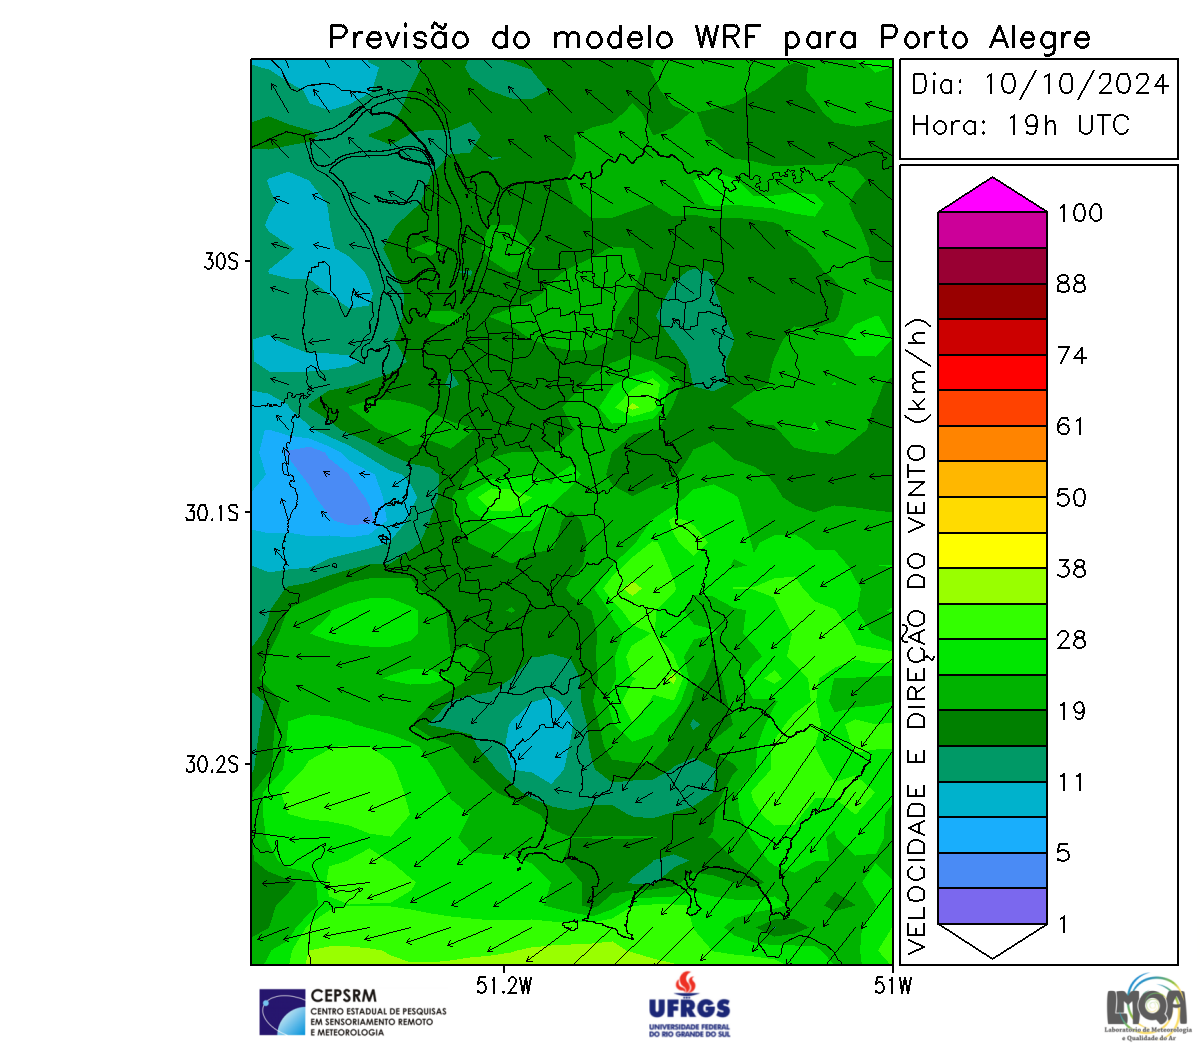 Previsão do modelo WRF para Porto Alegre
Dia: 10/10/2024
Hora: 19h UTC
100
88
74
61
50
38
28
19
11
5
1
VELOCIDADE E DIREÇÃO DO VENTO (km/h)
30S
30.1S
30.2S
51.2W
51W
CEPSRM
CENTRO ESTADUAL DE PESQUISAS
EM SENSORIAMENTO REMOTO
E METEOROLOGIA
UFRGS
UNIVERSIDADE FEDERAL
DO RIO GRANDE DO SUL
LMQA
Laboratório de Meteorologia
e Qualidade do Ar